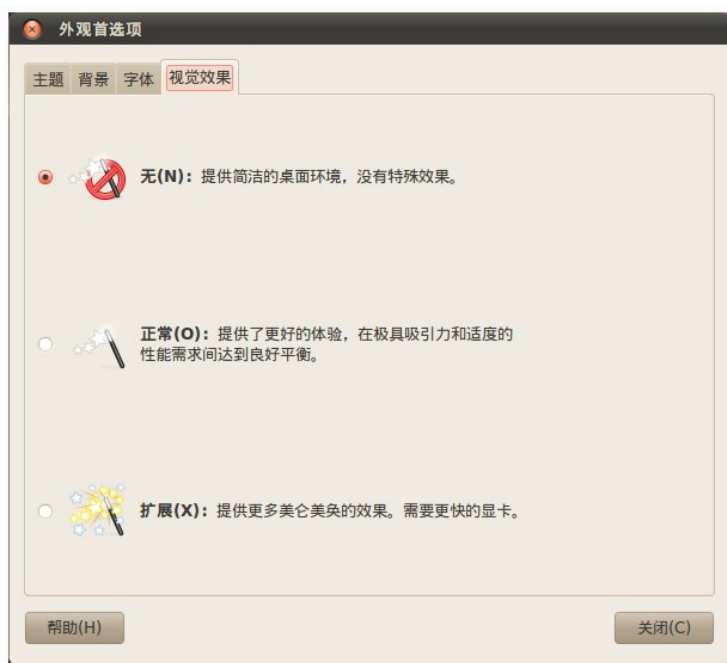 外观首选项
主题 背景 字体 视觉效果
无(N)：提供简洁的桌面环境，没有特殊效果。
正常(O)：提供了更好的体验，在极具吸引力和适度的
性能需求间达到良好平衡。
扩展(X)：提供更多美仑美奂的效果。需要更快的显卡。
帮助(H) 关闭(C)